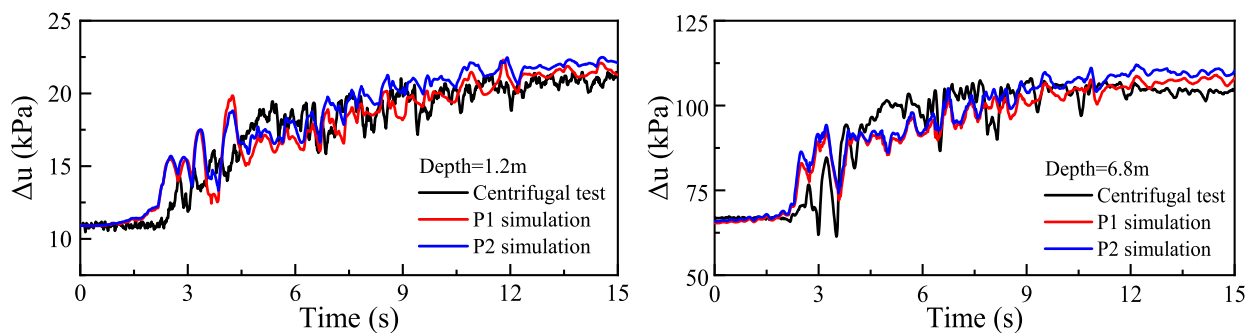 25
20
15
10
Δu (kPa)
Depth=1.2m
Centrifugal test
P1 simulation
P2 simulation
0 3 6 9 12 15
Time (s)
125
100
75
50
Δu (kPa)
Depth=6.8m
Centrifugal test
P1 simulation
P2 simulation
0 3 6 9 12 15
Time (s)